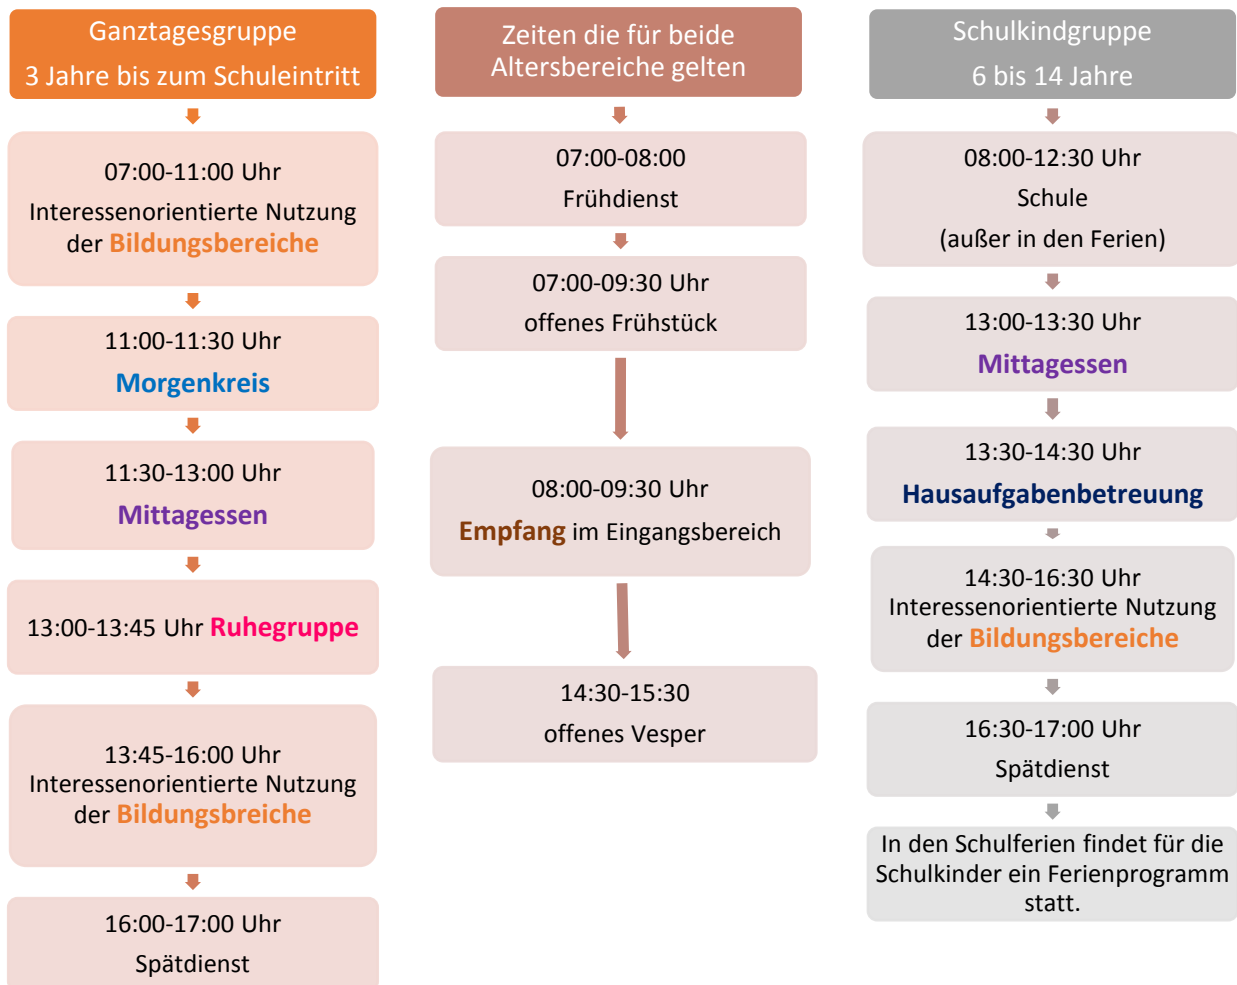 Ganztagesgruppe
3 Jahre bis zum Schuleintritt
07:00-11:00 Uhr
Interessenorientierte Nutzung
der Bildungsbereiche
11:00-11:30 Uhr
Morgenkreis
11:30-13:00 Uhr
Mittagessen
13:00-13:45 Uhr Ruhegruppe
13:45-16:00 Uhr
Interessenorientierte Nutzung
der Bildungsbreiche
16:00-17:00 Uhr
Spätdienst
Zeiten die für beide
Altersbereiche gelten
07:00-08:00
Frühdienst
07:00-09:30 Uhr
offenes Frühstück
08:00-09:30 Uhr
Empfang im Eingangsbereich
14:30-15:30
offenes Vesper
Schulkindgruppe
6 bis 14 Jahre
08:00-12:30 Uhr
Schule
(außer in den Ferien)
13:00-13:30 Uhr
Mittagessen
13:30-14:30 Uhr
Hausaufgabenbetreuung
14:30-16:30 Uhr
Interessenorientierte Nutzung
der Bildungsbereiche
16:30-17:00 Uhr
Spätdienst
In den Schulferien findet für die
Schulkinder ein Ferienprogramm
statt.